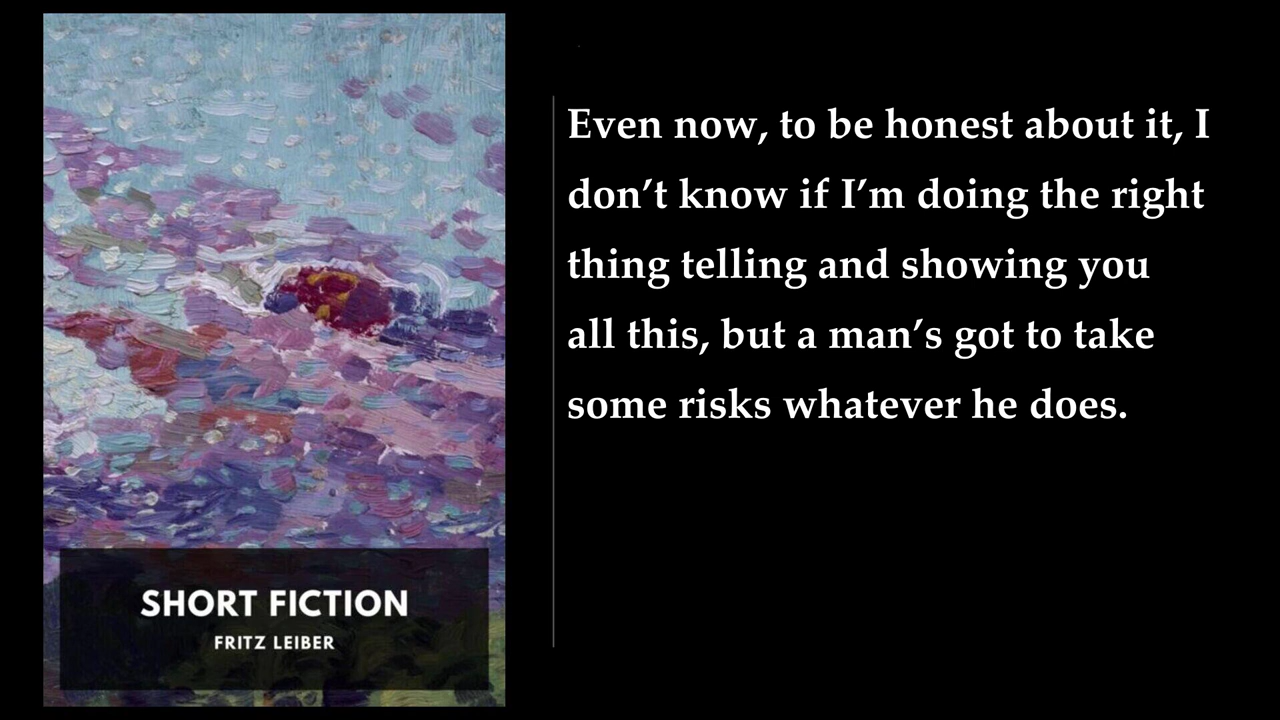 SHORT FICTION
FRITZ LEIBER
Even now, to be honest about it, I
don’t know if I’m doing the right
thing telling and showing you
all this, but a man’s got to take
some risks whatever he does.